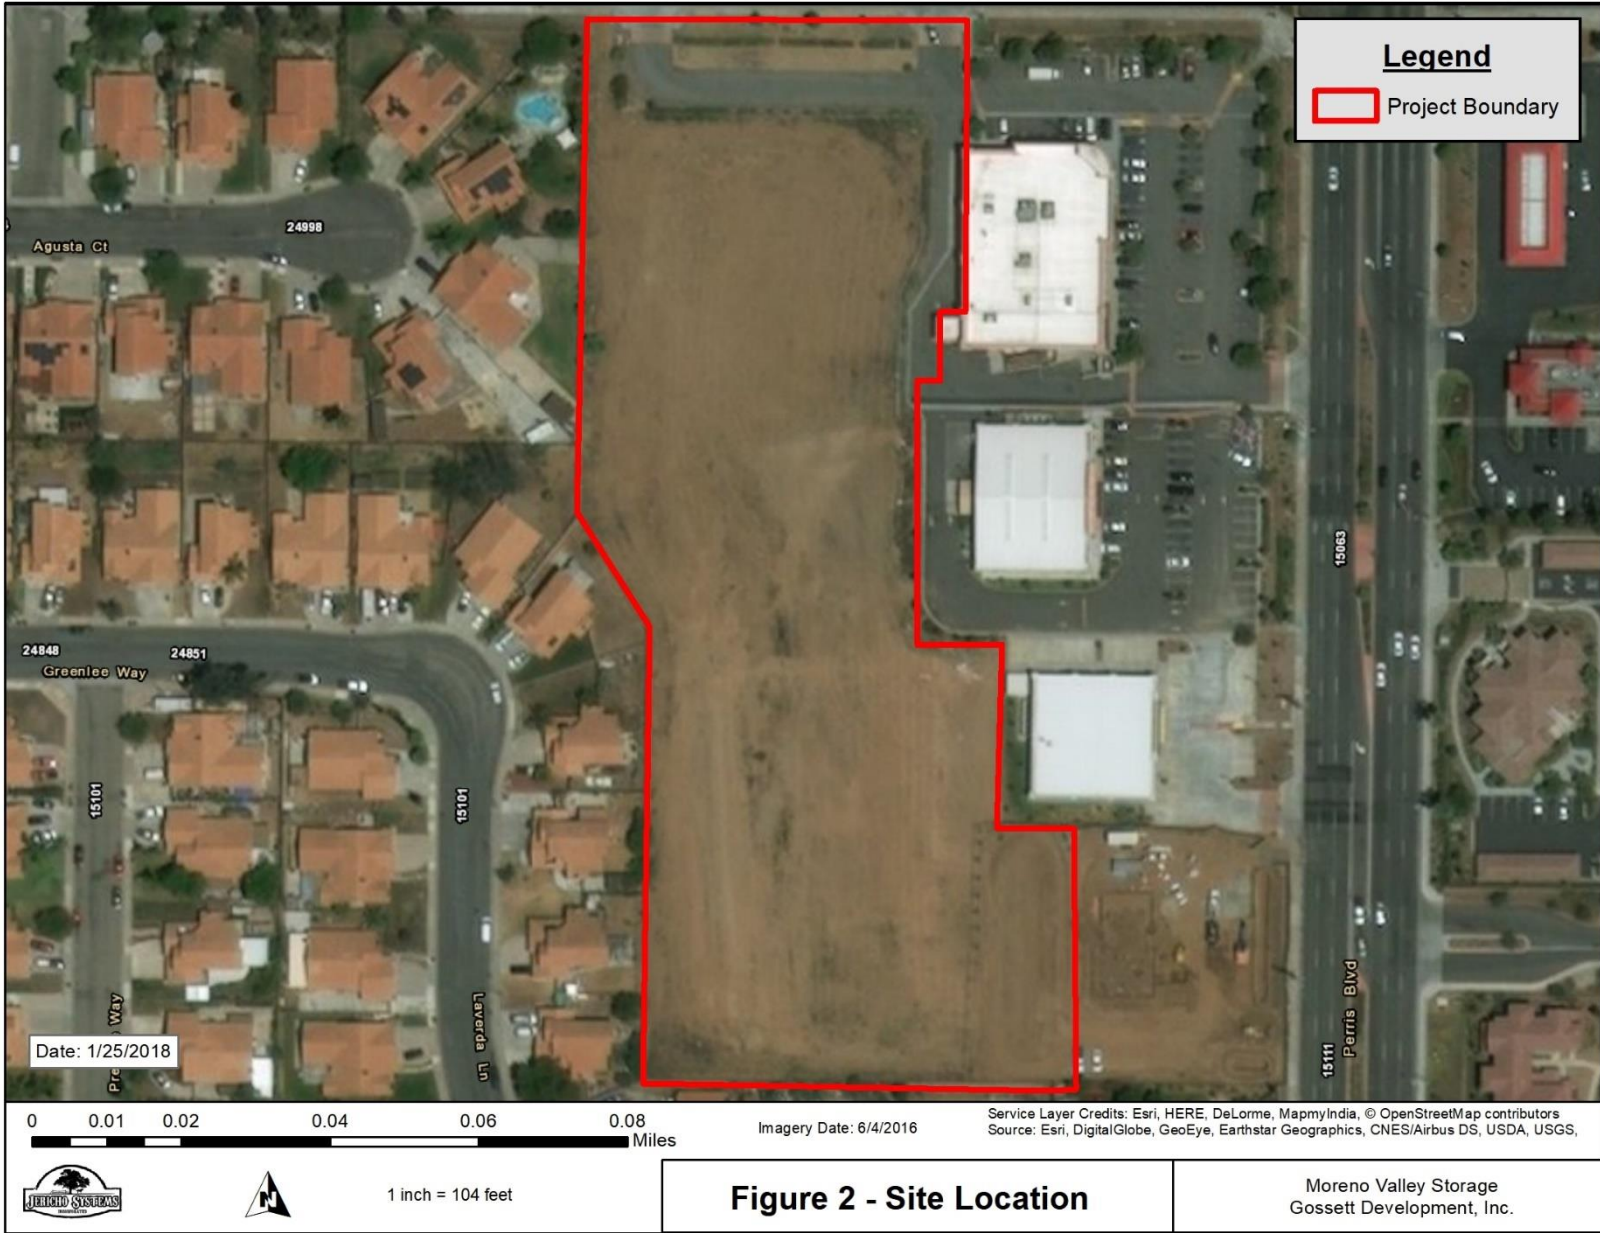 Legend
Project Boundary
24998
Agusta Ct
24848
24851
Greenlee Way
15101
15101
15063
Laverda Ln
Way
Perris Blvd
15111
Date: 1/25/2018
0 0.01 0.02 0.04 0.06 0.08
Miles
Imagery Date: 6/4/2016
Service Layer Credits: Esri, HERE, DeLorme, MapmyIndia, © OpenStreetMap contributors
Source: Esri, DigitalGlobe, GeoEye, Earthstar Geographics, CNES/Airbus DS, USDA, USGS,
JERICHO SYSTEMS
INCORPORATED
N
1 inch = 104 feet
Figure 2 - Site Location
Moreno Valley Storage
Gossett Development, Inc.